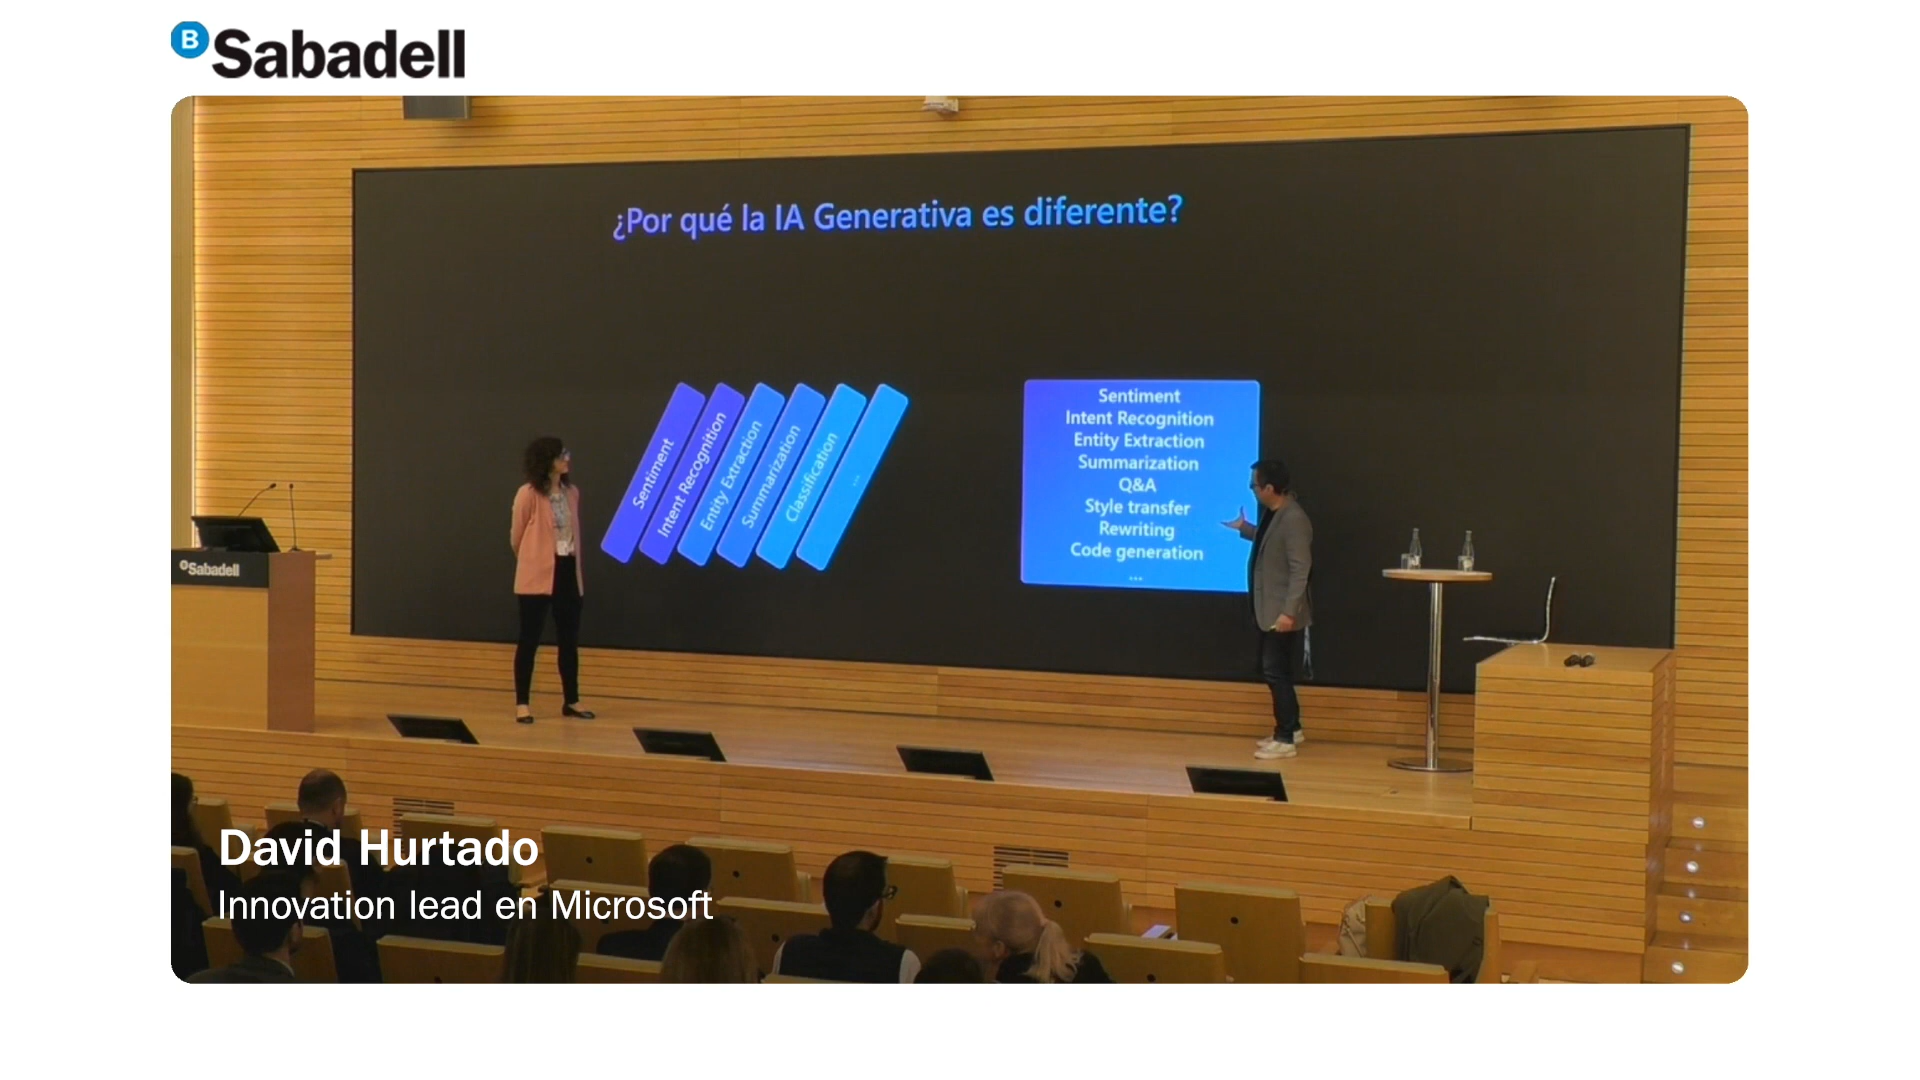 B Sabadell
¿Por qué la IA Generativa es diferente?
Sentiment
Intent Recognition
Entity Extraction
Summarization
Classification
...
Sentiment
Intent Recognition
Entity Extraction
Summarization
Q&A
Style transfer
Rewriting
Code generation
...
B Sabadell
David Hurtado
Innovation lead en Microsoft